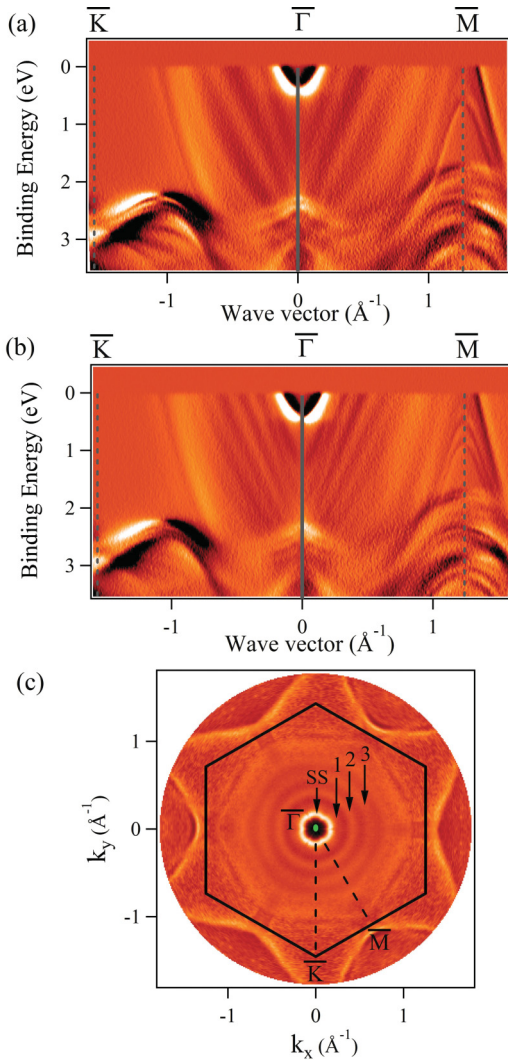 (a)
K̅ Γ̅ M̅
0
1
2
3
Binding Energy (eV)
-1 0 1
Wave vector (Å⁻¹)
(b)
K̅ Γ̅ M̅
0
1
2
3
Binding Energy (eV)
-1 0 1
Wave vector (Å⁻¹)
(c)
1
0
-1
k_y (Å⁻¹)
SS 1 2 3
Γ̅
M̅
K̅
-1 0 1
k_x (Å⁻¹)